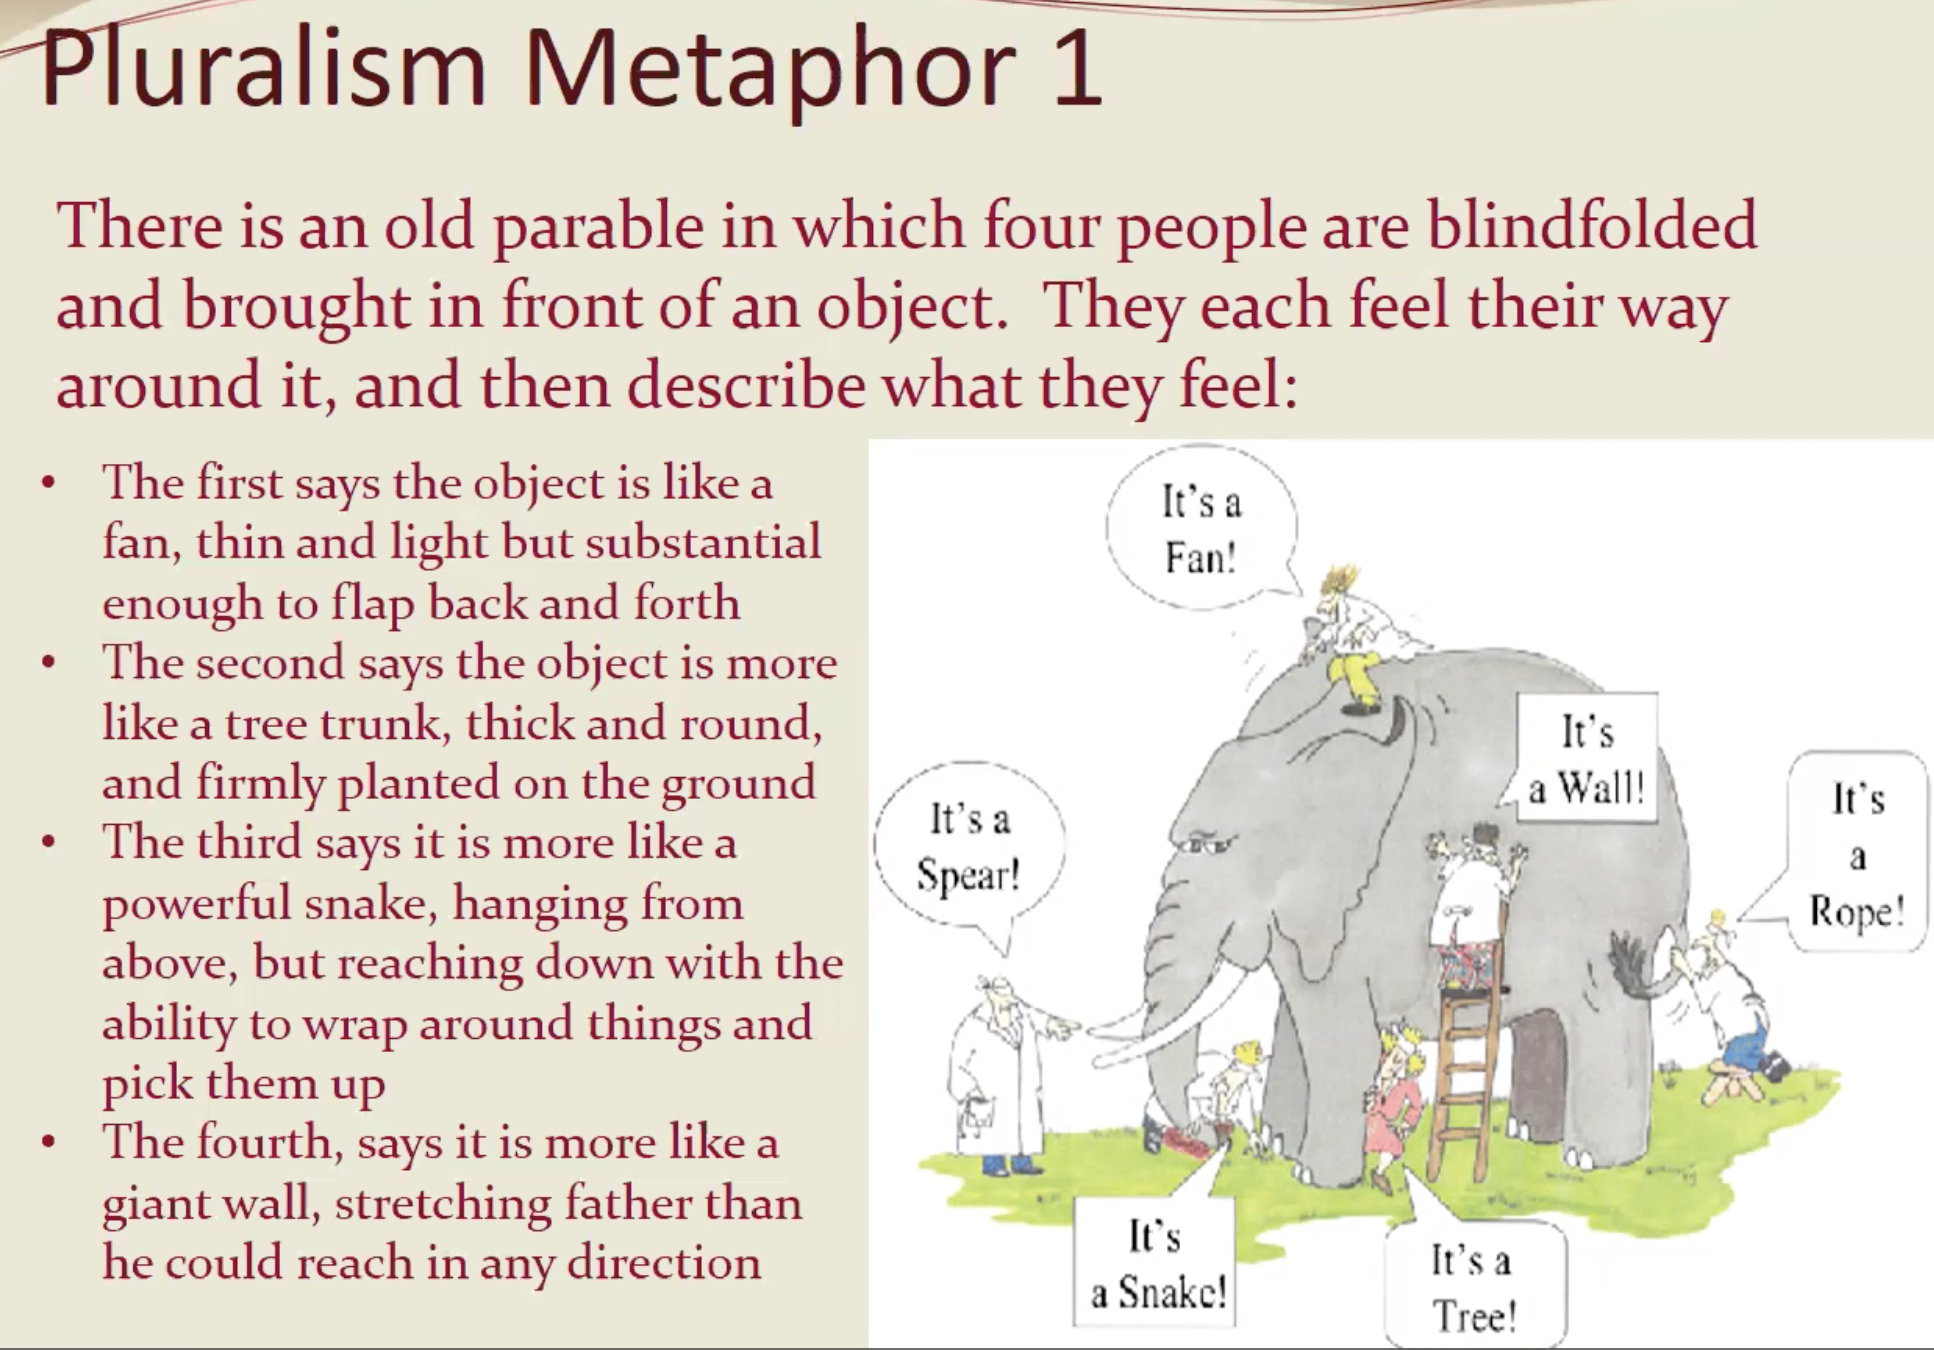 Pluralism Metaphor 1
There is an old parable in which four people are blindfolded
and brought in front of an object.  They each feel their way
around it, and then describe what they feel:
• The first says the object is like a
fan, thin and light but substantial
enough to flap back and forth
• The second says the object is more
like a tree trunk, thick and round,
and firmly planted on the ground
• The third says it is more like a
powerful snake, hanging from
above, but reaching down with the
ability to wrap around things and
pick them up
• The fourth, says it is more like a
giant wall, stretching father than
he could reach in any direction
It's a
Fan!
It's
a Wall!
It's a
Spear!
It's
a
Rope!
It's
a Snake!
It's a
Tree!